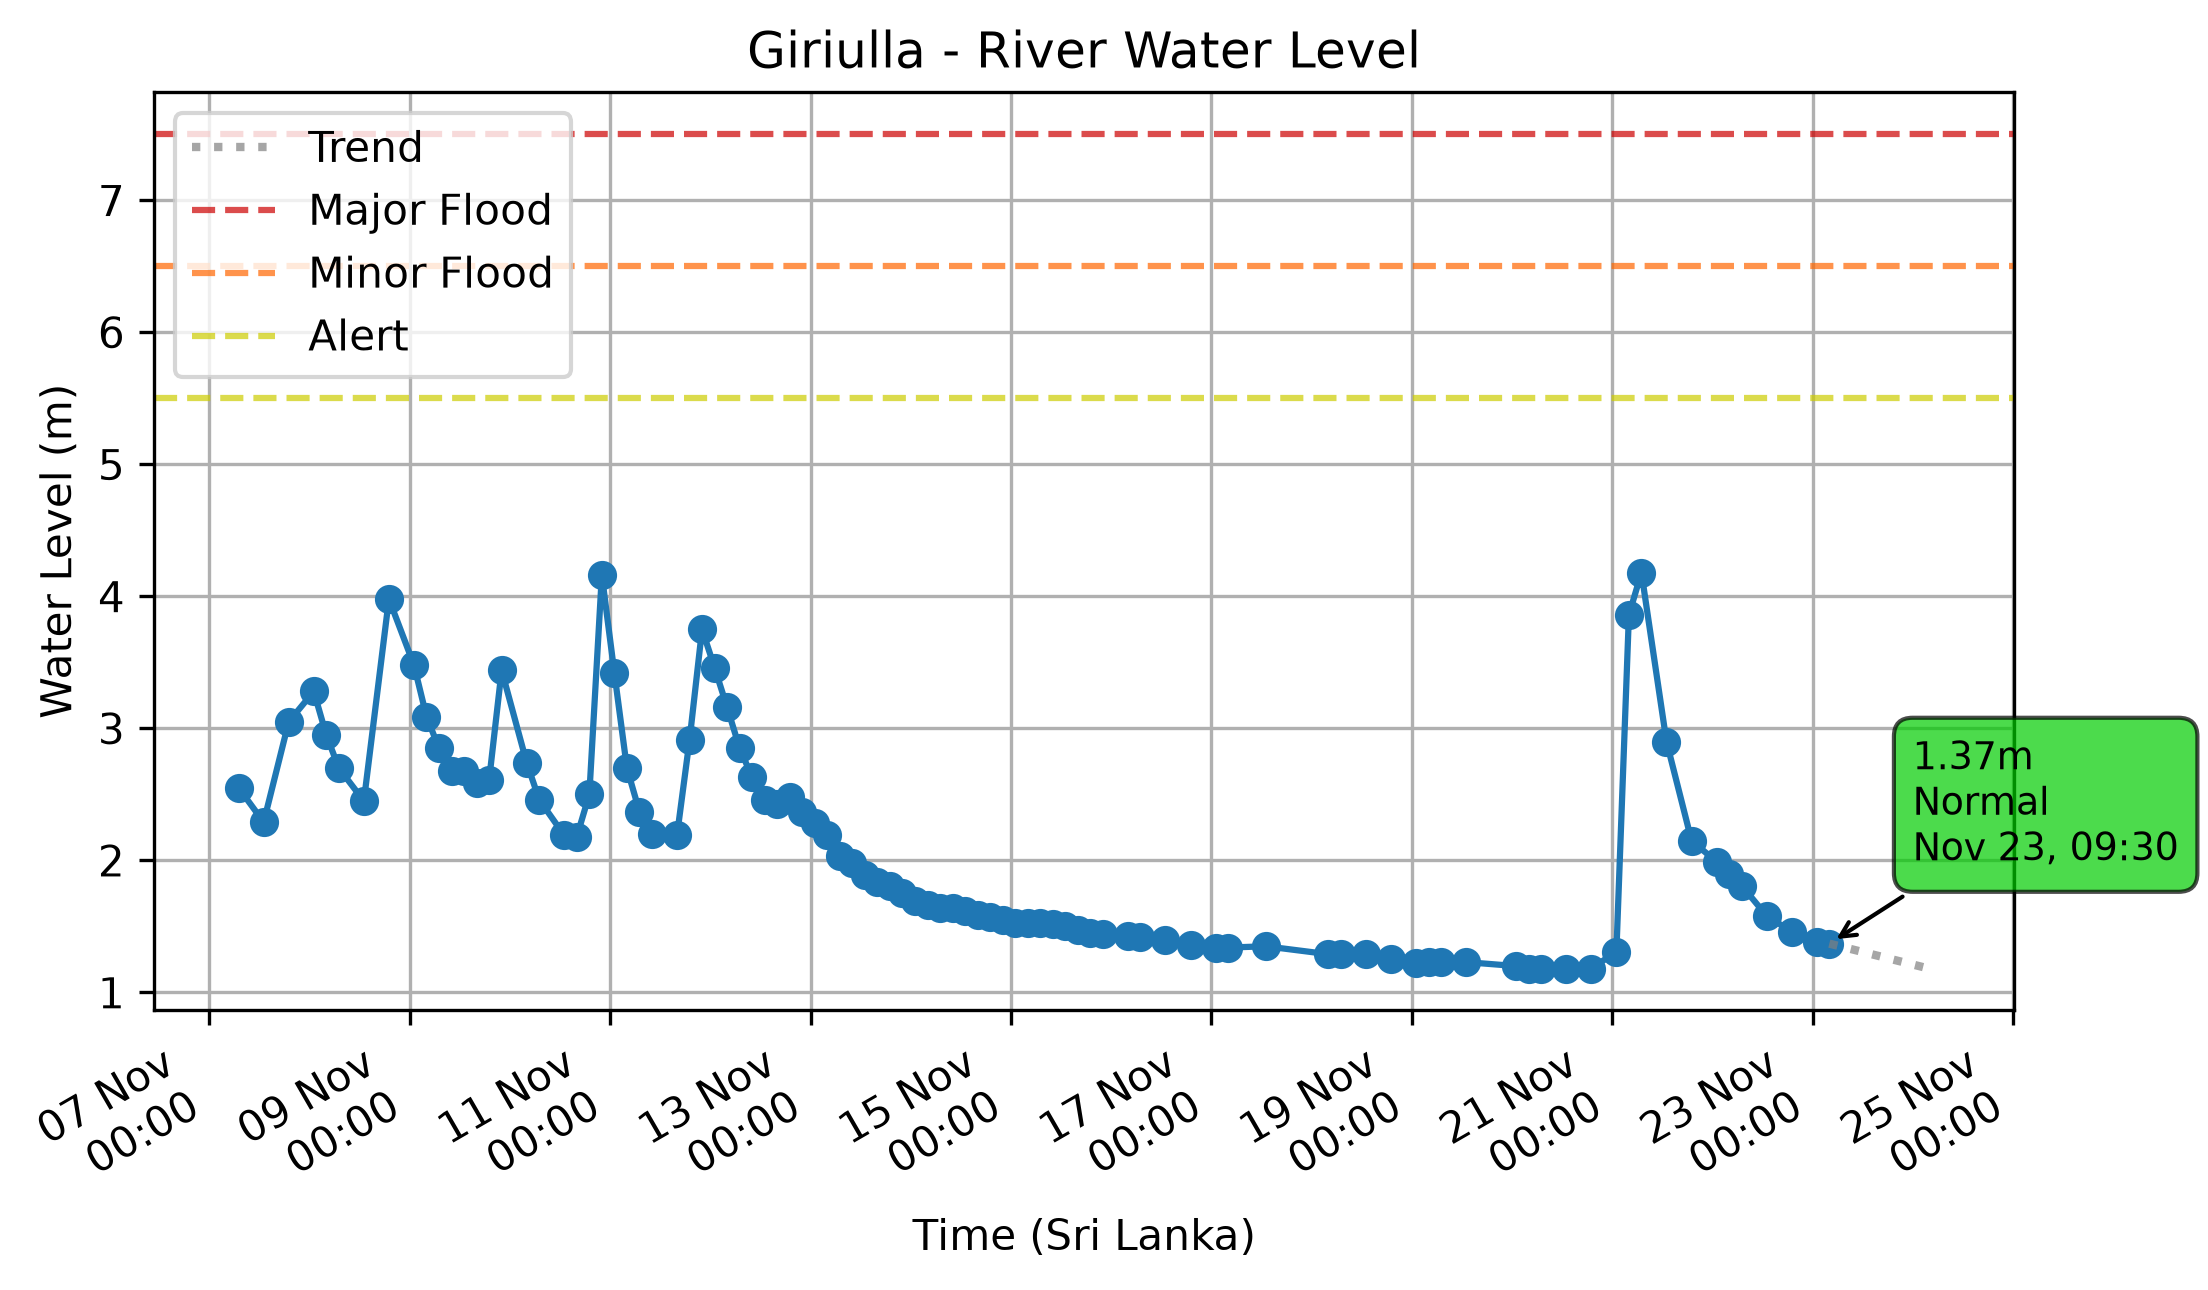 Giriulla - River Water Level
Trend
Major Flood
Minor Flood
Alert
Water Level (m)
7
6
5
4
3
2
1
1.37m
Normal
Nov 23, 09:30
07 Nov
00:00
09 Nov
00:00
11 Nov
00:00
13 Nov
00:00
15 Nov
00:00
17 Nov
00:00
19 Nov
00:00
21 Nov
00:00
23 Nov
00:00
25 Nov
00:00
Time (Sri Lanka)